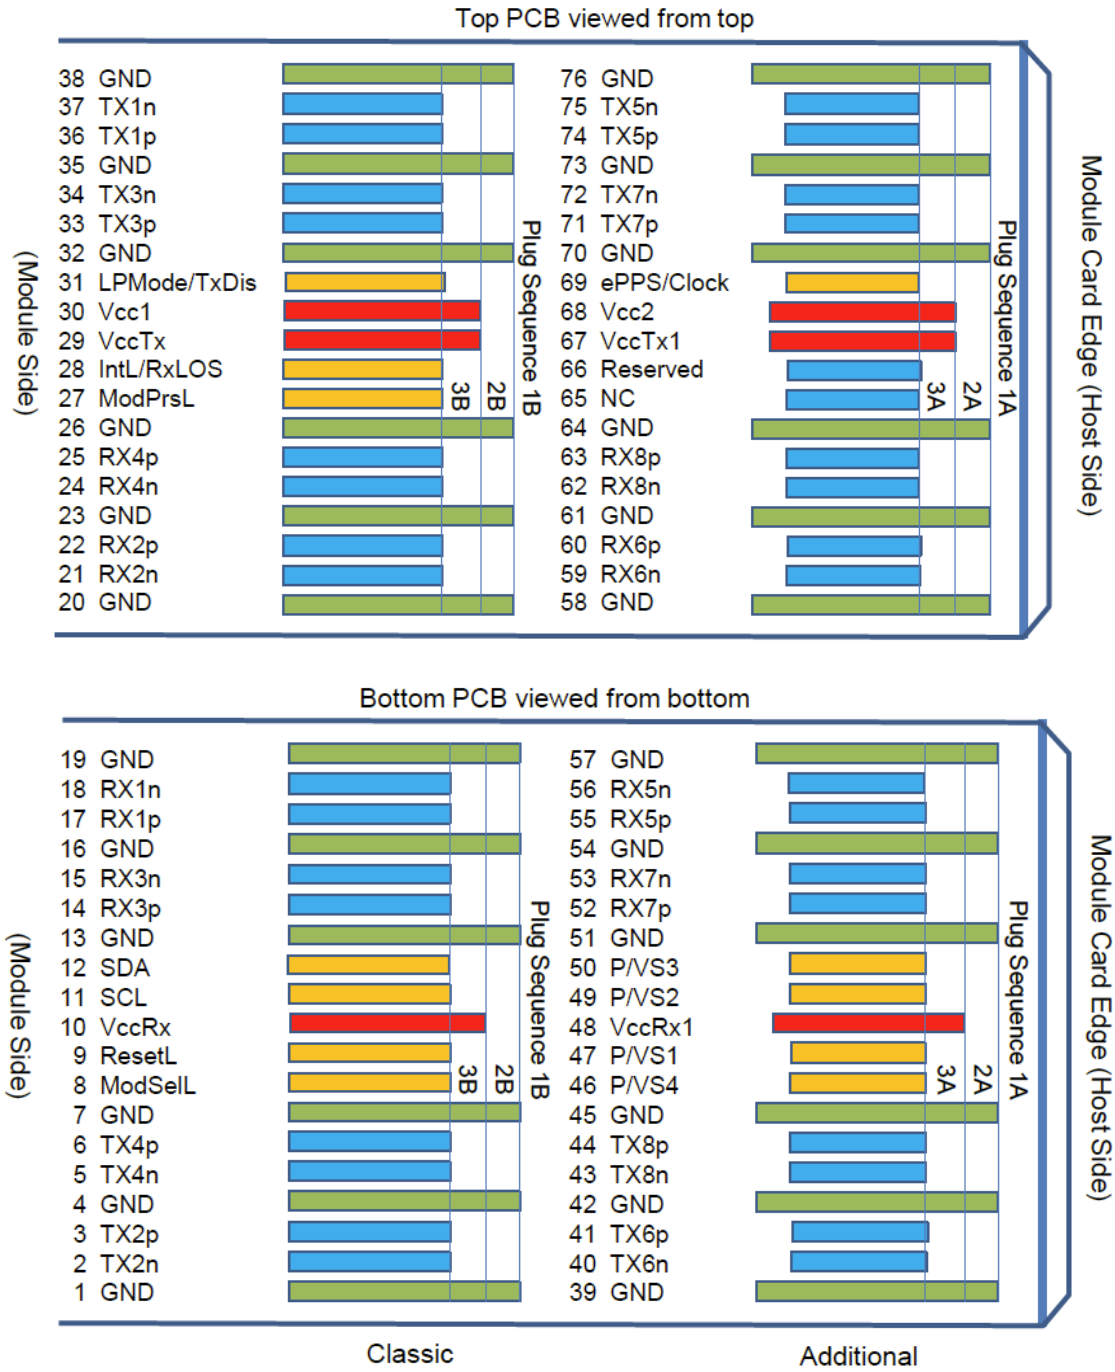 Top PCB viewed from top
38 GND 76 GND
37 TX1n 75 TX5n
36 TX1p 74 TX5p
35 GND 73 GND
34 TX3n 72 TX7n
33 TX3p 71 TX7p
32 GND 70 GND
31 LPMode/TxDis 69 ePPS/Clock
30 Vcc1 68 Vcc2
29 VccTx 67 VccTx1
28 IntL/RxLOS 66 Reserved
27 ModPrsL 65 NC
26 GND 64 GND
25 RX4p 63 RX8p
24 RX4n 62 RX8n
23 GND 61 GND
22 RX2p 60 RX6p
21 RX2n 59 RX6n
20 GND 58 GND
(Module Side)
3B
2B
Plug Sequence 1B
3A
2A
Plug Sequence 1A
Module Card Edge (Host Side)
Bottom PCB viewed from bottom
19 GND 57 GND
18 RX1n 56 RX5n
17 RX1p 55 RX5p
16 GND 54 GND
15 RX3n 53 RX7n
14 RX3p 52 RX7p
13 GND 51 GND
12 SDA 50 P/VS3
11 SCL 49 P/VS2
10 VccRx 48 VccRx1
9 ResetL 47 P/VS1
8 ModSelL 46 P/VS4
7 GND 45 GND
6 TX4p 44 TX8p
5 TX4n 43 TX8n
4 GND 42 GND
3 TX2p 41 TX6p
2 TX2n 40 TX6n
1 GND 39 GND
(Module Side)
3B
2B
Plug Sequence 1B
3A
2A
Plug Sequence 1A
Module Card Edge (Host Side)
Classic Additional